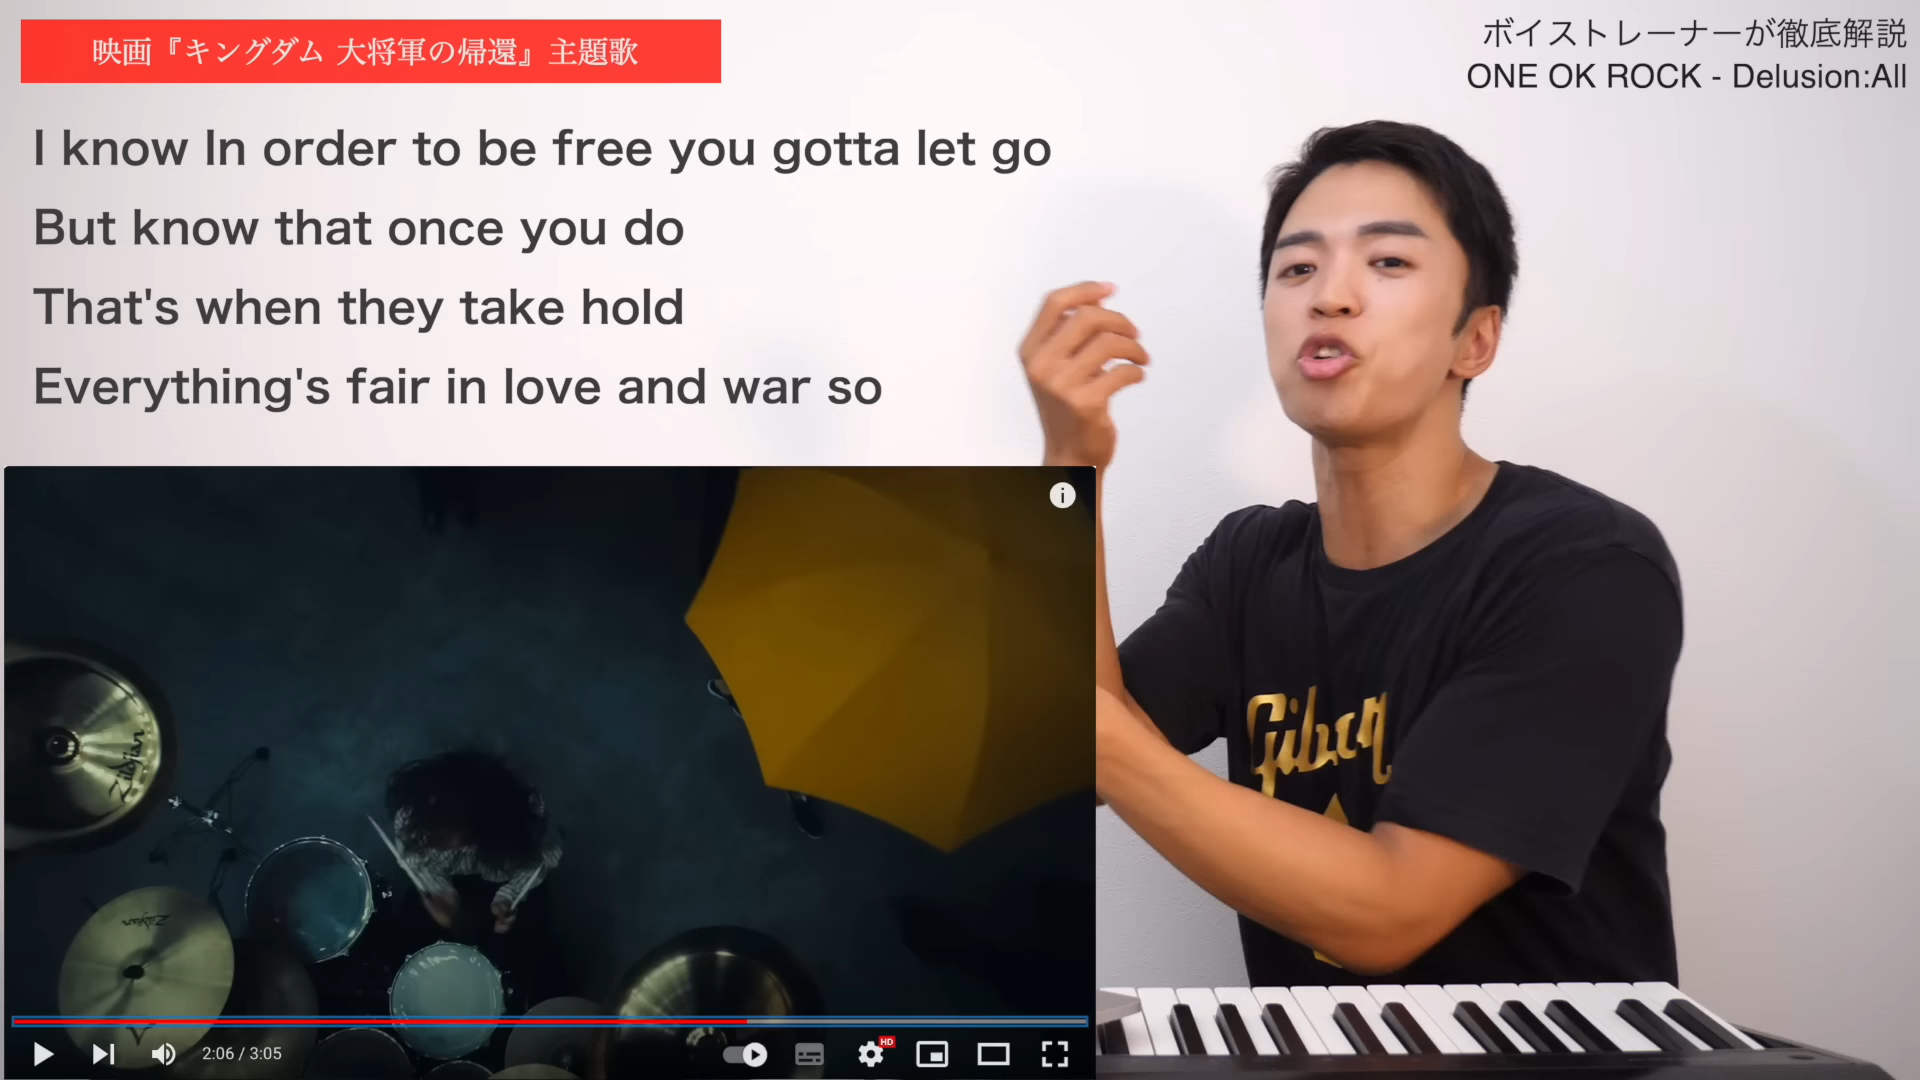 映画『キングダム 大将軍の帰還』主題歌
ボイストレーナーが徹底解説
ONE OK ROCK - Delusion:All
I know In order to be free you gotta let go
But know that once you do
That's when they take hold
Everything's fair in love and war so
Zildjian
Zildjian
Gibson
HD
2:06 / 3:05